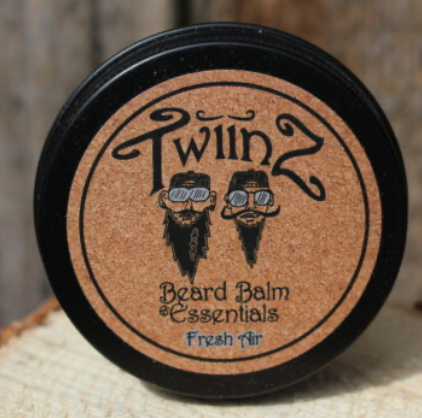 TwiinZ
Beard Balm
& Essentials
Fresh Air